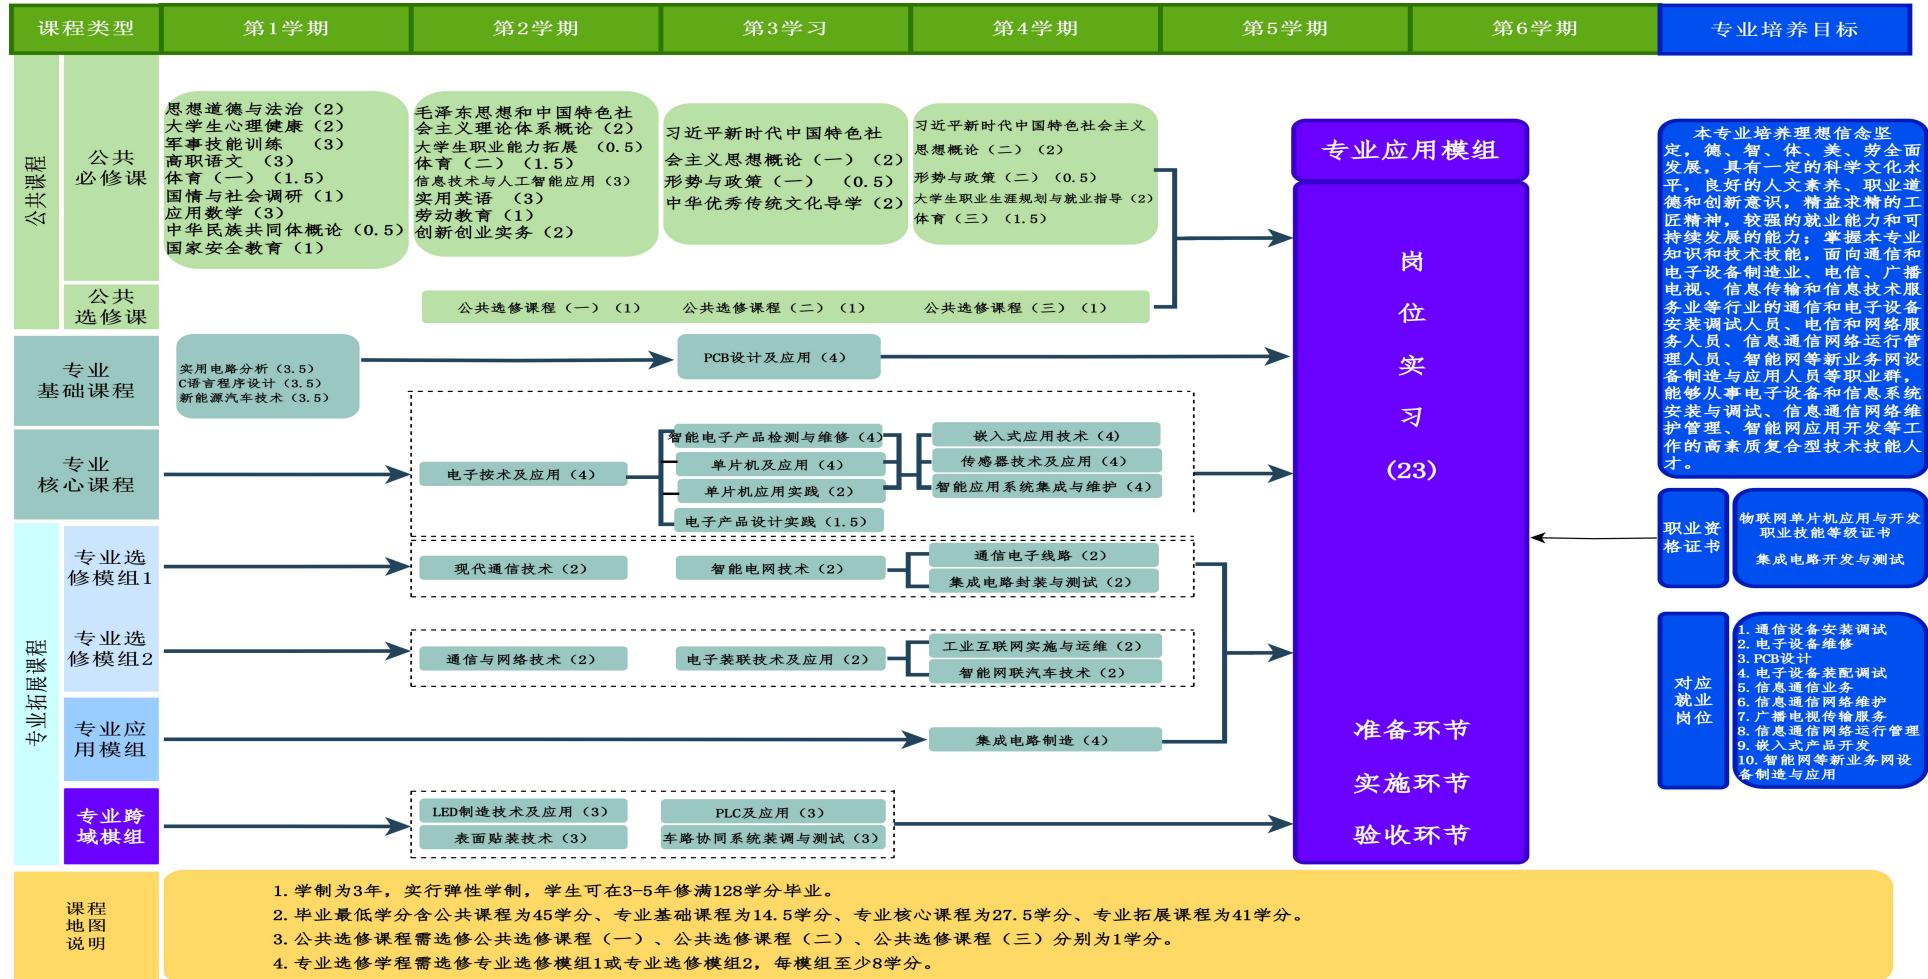 课程类型
第1学期
第2学期
第3学习
第4学期
第5学期
第6学期
专业培养目标
公共课程
公共
必修课
思想道德与法治（2）
大学生心理健康（2）
军事技能训练 （3）
高职语文 （3）
体育（一）（1.5）
国情与社会调研（1）
应用数学（3）
中华民族共同体概论（0.5）
国家安全教育（1）
毛泽东思想和中国特色社
会主义理论体系概论（2）
大学生职业能力拓展 （0.5）
体育（二）（1.5）
信息技术与人工智能应用（3）
实用英语 （3）
劳动教育（1）
创新创业实务（2）
习近平新时代中国特色社
会主义思想概论（一）（2）
形势与政策（一） （0.5）
中华优秀传统文化导学（2）
习近平新时代中国特色社会主义
思想概论（二）（2）
形势与政策（二）（0.5）
大学生职业生涯规划与就业指导（2）
体育（三）（1.5）
公共
选修课
公共选修课程（一）（1）
公共选修课程（二）（1）
公共选修课程（三）（1）
专业
基础课程
实用电路分析（3.5）
C语言程序设计（3.5）
新能源汽车技术（3.5）
PCB设计及应用（4）
专业
核心课程
电子按术及应用（4）
智能电子产品检测与维修（4）
单片机及应用（4）
单片机应用实践（2）
电子产品设计实践（1.5）
嵌入式应用技术（4）
传感器技术及应用（4）
智能应用系统集成与维护（4）
专业拓展课程
专业选
修模组1
现代通信技术（2）
智能电网技术（2）
通信电子线路（2）
集成电路封装与测试（2）
专业选
修模组2
通信与网络技术（2）
电子装联技术及应用（2）
工业互联网实施与运维（2）
智能网联汽车技术（2）
专业应
用模组
集成电路制造（4）
专业跨
域棋组
LED制造技术及应用（3）
表面贴装技术（3）
PLC及应用（3）
车路协同系统装调与测试（3）
专业应用模组
岗
位
实
习
(23)
准备环节
实施环节
验收环节
本专业培养理想信念坚
定，德、智、体、美、劳全面
发展，具有一定的科学文化水
平，良好的人文素养、职业道
德和创新意识，精益求精的工
匠精神，较强的就业能力和可
持续发展的能力；掌握本专业
知识和技术技能，面向通信和
电子设备制造业、电信、广播
电视、信息传输和信息技术服
务业等行业的通信和电子设备
安装调试人员、电信和网络服
务人员、信息通信网络运行管
理人员、智能网等新业务网设
备制造与应用人员等职业群，
能够从事电子设备和信息系统
安装与调试、信息通信网络维
护管理、智能网应用开发等工
作的高素质复合型技术技能人
才。
职业资
格证书
物联网单片机应用与开发
职业技能等级证书
集成电路开发与测试
对应
就业
岗位
1.通信设备安装调试
2.电子设备维修
3.PCB设计
4.电子设备装配调试
5.信息通信业务
6.信息通信网络维护
7.广播电视传输服务
8.信息通信网络运行管理
9.嵌入式产品开发
10.智能网等新业务网设
备制造与应用
课程
地图
说明
1.学制为3年，实行弹性学制，学生可在3-5年修满128学分毕业。
2.毕业最低学分含公共课程为45学分、专业基础课程为14.5学分、专业核心课程为27.5学分、专业拓展课程为41学分。
3.公共选修课程需选修公共选修课程（一）、公共选修课程（二）、公共选修课程（三）分别为1学分。
4.专业选修学程需选修专业选修模组1或专业选修模组2，每模组至少8学分。